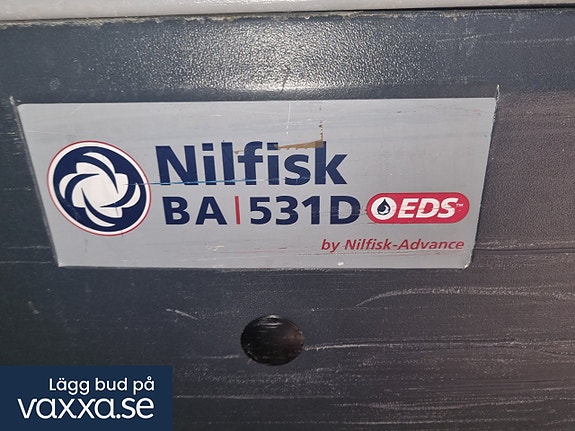 Nilfisk
BA|531D EDS™
by Nilfisk-Advance
Lägg bud på
vaxxa.se